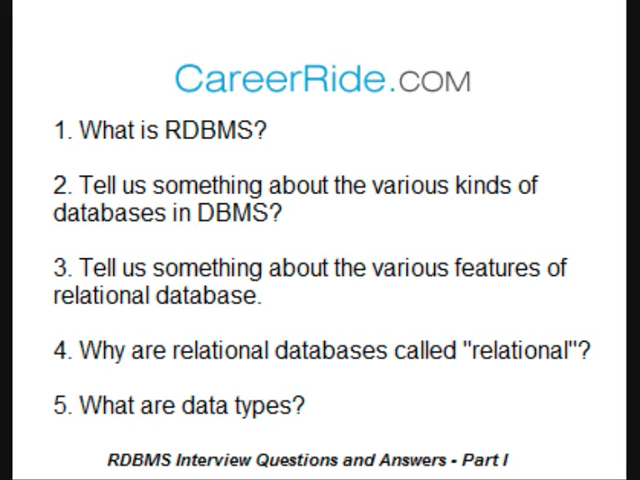 CareerRide.COM
1. What is RDBMS?
2. Tell us something about the various kinds of
databases in DBMS?
3. Tell us something about the various features of
relational database.
4. Why are relational databases called "relational"?
5. What are data types?
RDBMS Interview Questions and Answers - Part I